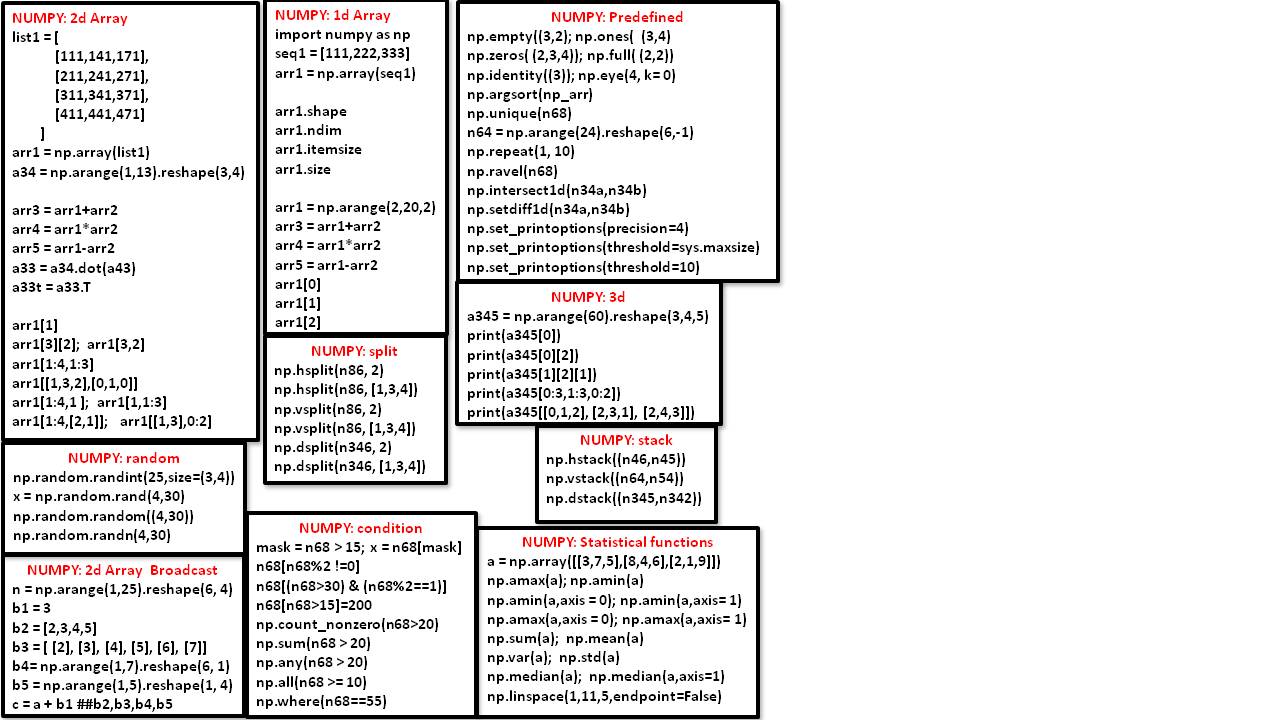 NUMPY: 2d Array
list1 = [
[111,141,171],
[211,241,271],
[311,341,371],
[411,441,471]
]
arr1 = np.array(list1)
a34 = np.arange(1,13).reshape(3,4)
arr3 = arr1+arr2
arr4 = arr1*arr2
arr5 = arr1-arr2
a33 = a34.dot(a43)
a33t = a33.T
arr1[1]
arr1[3][2];  arr1[3,2]
arr1[1:4,1:3]
arr1[[1,3,2],[0,1,0]]
arr1[1:4,1 ];  arr1[1,1:3]
arr1[1:4,[2,1]];   arr1[[1,3],0:2]
NUMPY: random
np.random.randint(25,size=(3,4))
x = np.random.rand(4,30)
np.random.random((4,30))
np.random.randn(4,30)
NUMPY: 2d Array  Broadcast
n = np.arange(1,25).reshape(6, 4)
b1 = 3
b2 = [2,3,4,5]
b3 = [ [2], [3], [4], [5], [6], [7]]
b4= np.arange(1,7).reshape(6, 1)
b5 = np.arange(1,5).reshape(1, 4)
c = a + b1 ##b2,b3,b4,b5
NUMPY: 1d Array
import numpy as np
seq1 = [111,222,333]
arr1 = np.array(seq1)
arr1.shape
arr1.ndim
arr1.itemsize
arr1.size
arr1 = np.arange(2,20,2)
arr3 = arr1+arr2
arr4 = arr1*arr2
arr5 = arr1-arr2
arr1[0]
arr1[1]
arr1[2]
NUMPY: split
np.hsplit(n86, 2)
np.hsplit(n86, [1,3,4])
np.vsplit(n86, 2)
np.vsplit(n86, [1,3,4])
np.dsplit(n346, 2)
np.dsplit(n346, [1,3,4])
NUMPY: condition
mask = n68 > 15;  x = n68[mask]
n68[n68%2 !=0]
n68[(n68>30) & (n68%2==1)]
n68[n68>15]=200
np.count_nonzero(n68>20)
np.sum(n68 > 20)
np.any(n68 > 20)
np.all(n68 >= 10)
np.where(n68==55)
NUMPY: Predefined
np.empty((3,2); np.ones(  (3,4)
np.zeros( (2,3,4)); np.full( (2,2))
np.identity((3)); np.eye(4, k= 0)
np.argsort(np_arr)
np.unique(n68)
n64 = np.arange(24).reshape(6,-1)
np.repeat(1, 10)
np.ravel(n68)
np.intersect1d(n34a,n34b)
np.setdiff1d(n34a,n34b)
np.set_printoptions(precision=4)
np.set_printoptions(threshold=sys.maxsize)
np.set_printoptions(threshold=10)
NUMPY: 3d
a345 = np.arange(60).reshape(3,4,5)
print(a345[0])
print(a345[0][2])
print(a345[1][2][1])
print(a345[0:3,1:3,0:2])
print(a345[[0,1,2], [2,3,1], [2,4,3]])
NUMPY: stack
np.hstack((n46,n45))
np.vstack((n64,n54))
np.dstack((n345,n342))
NUMPY: Statistical functions
a = np.array([[3,7,5],[8,4,6],[2,1,9]])
np.amax(a); np.amin(a)
np.amin(a,axis = 0); np.amin(a,axis= 1)
np.amax(a,axis = 0); np.amax(a,axis= 1)
np.sum(a);  np.mean(a)
np.var(a);  np.std(a)
np.median(a);  np.median(a,axis=1)
np.linspace(1,11,5,endpoint=False)